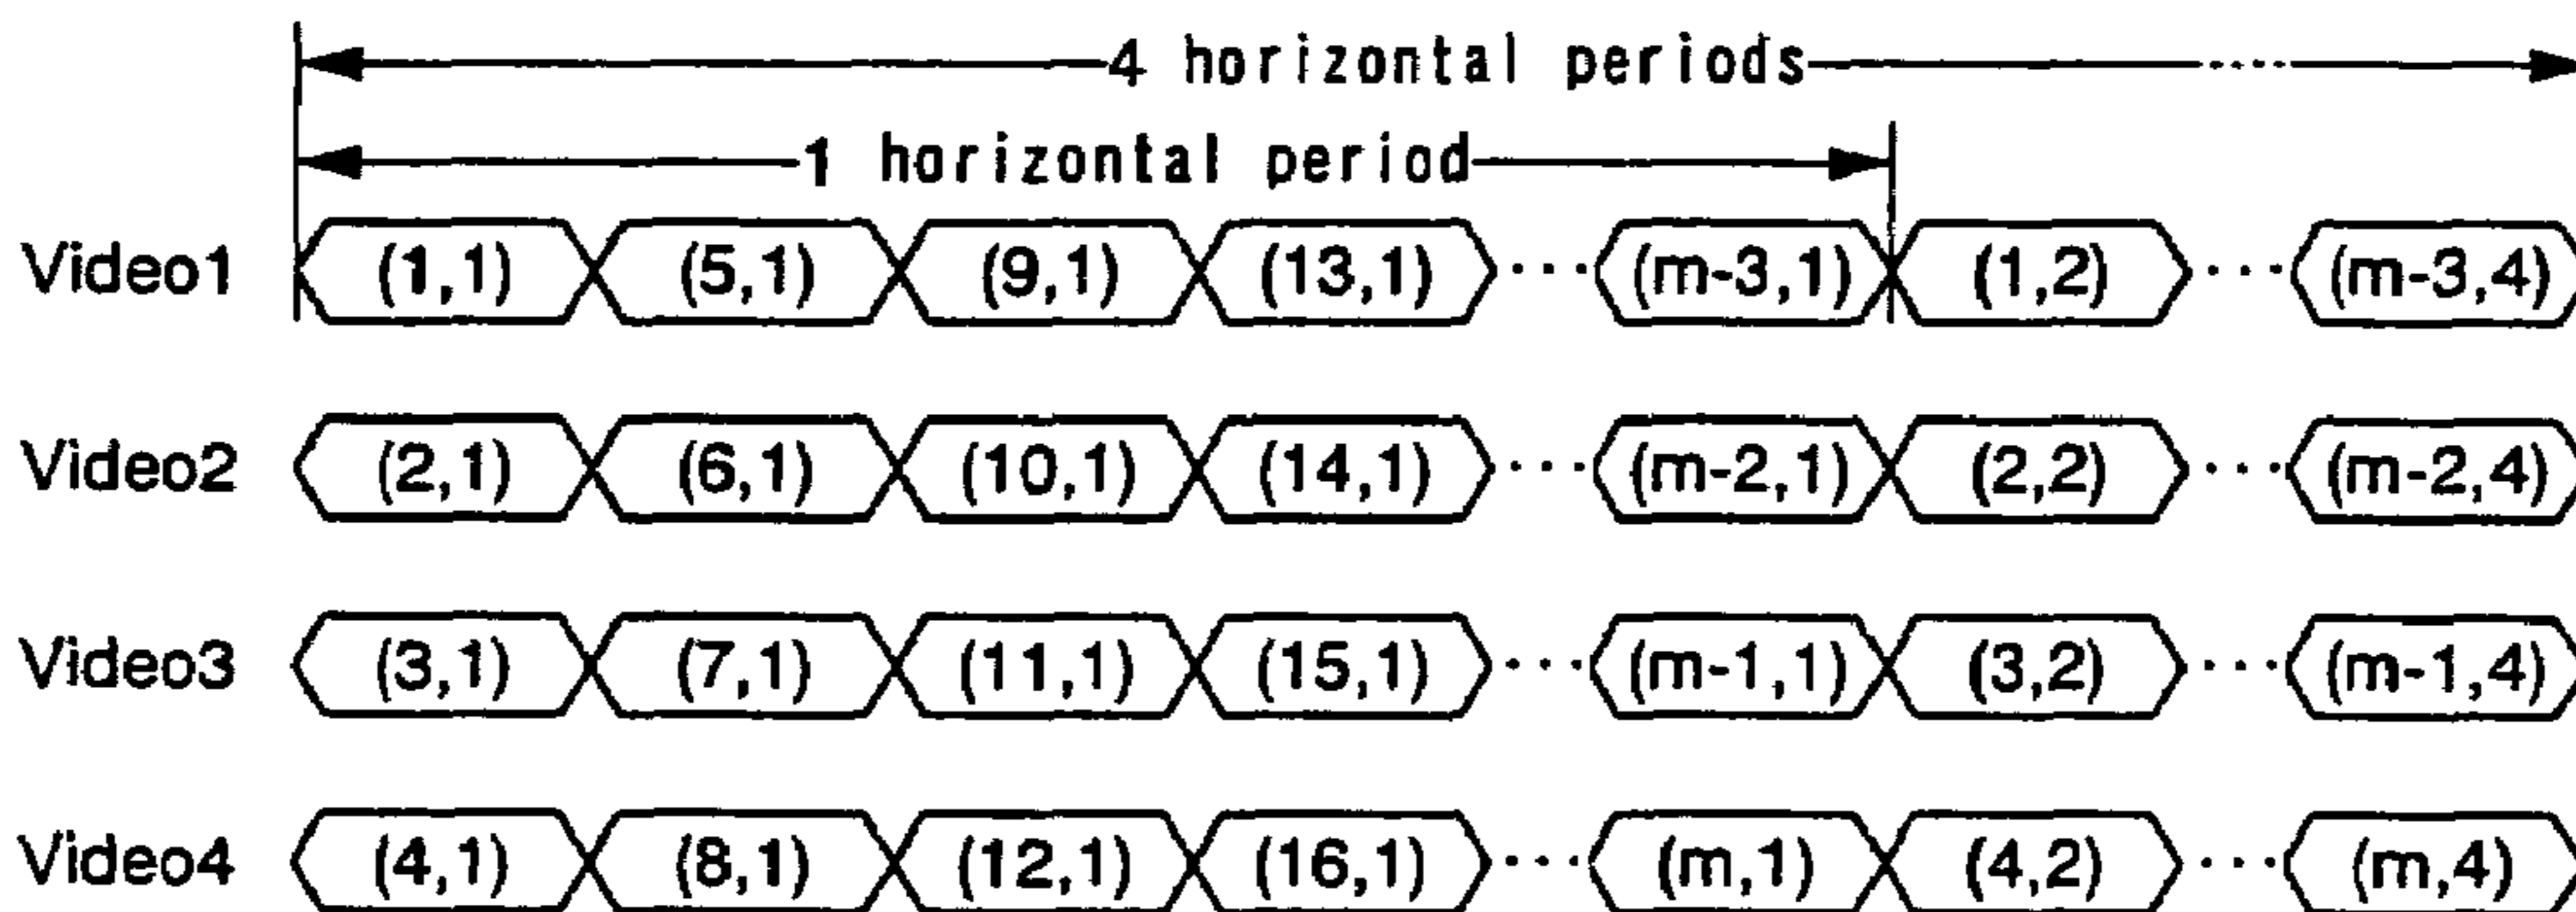 4 horizontal periods
1 horizontal period
Video1 (1,1) (5,1) (9,1) (13,1) ... (m-3,1) (1,2) ... (m-3,4)
Video2 (2,1) (6,1) (10,1) (14,1) ... (m-2,1) (2,2) ... (m-2,4)
Video3 (3,1) (7,1) (11,1) (15,1) ... (m-1,1) (3,2) ... (m-1,4)
Video4 (4,1) (8,1) (12,1) (16,1) ... (m,1) (4,2) ... (m,4)